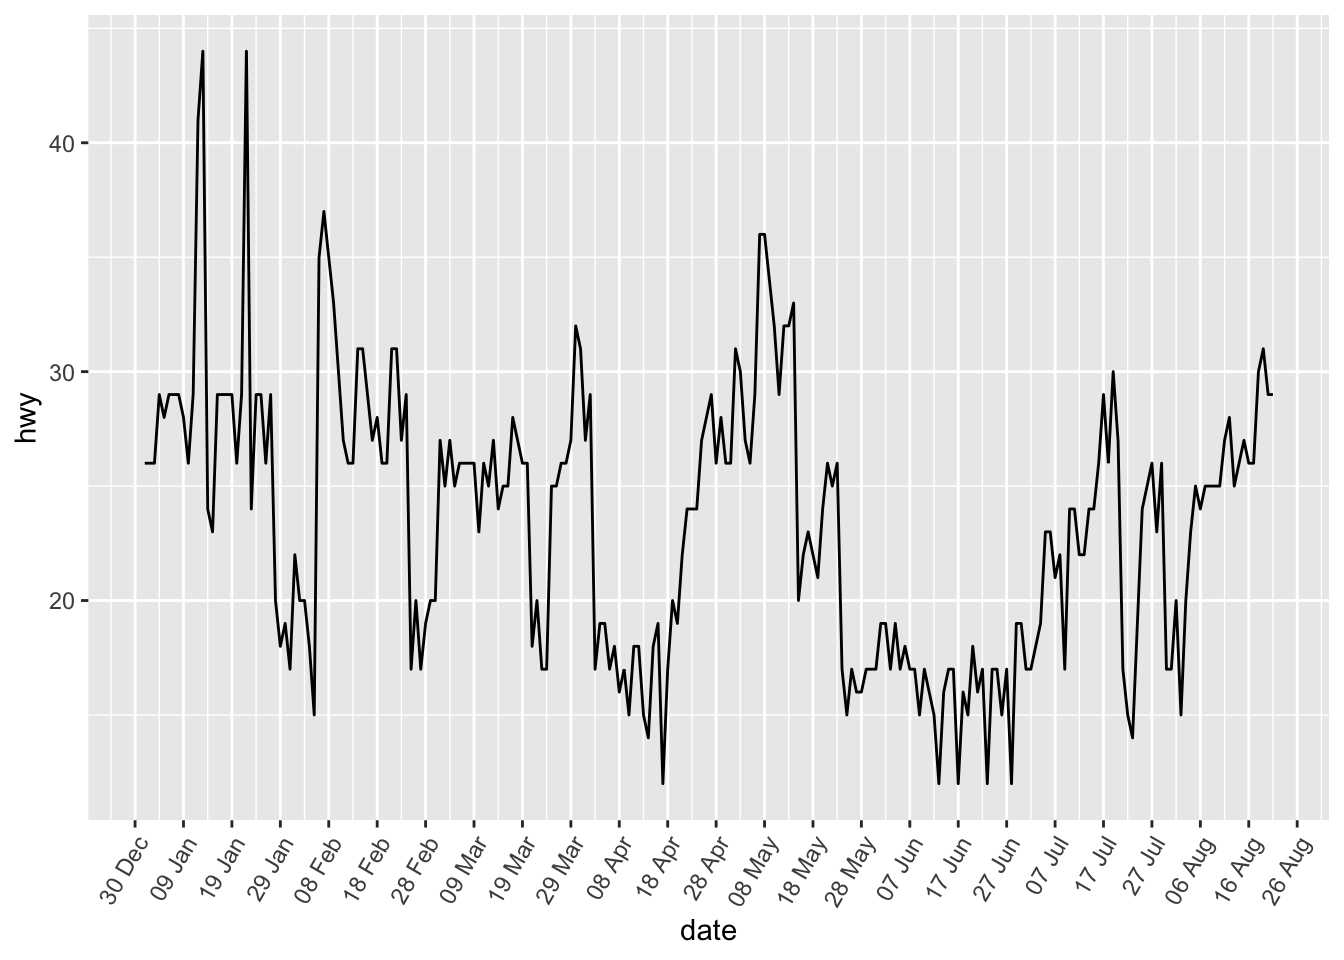 hwy
40
30
20
30 Dec
09 Jan
19 Jan
29 Jan
08 Feb
18 Feb
28 Feb
09 Mar
19 Mar
29 Mar
08 Apr
18 Apr
28 Apr
08 May
18 May
28 May
07 Jun
17 Jun
27 Jun
07 Jul
17 Jul
27 Jul
06 Aug
16 Aug
26 Aug
date